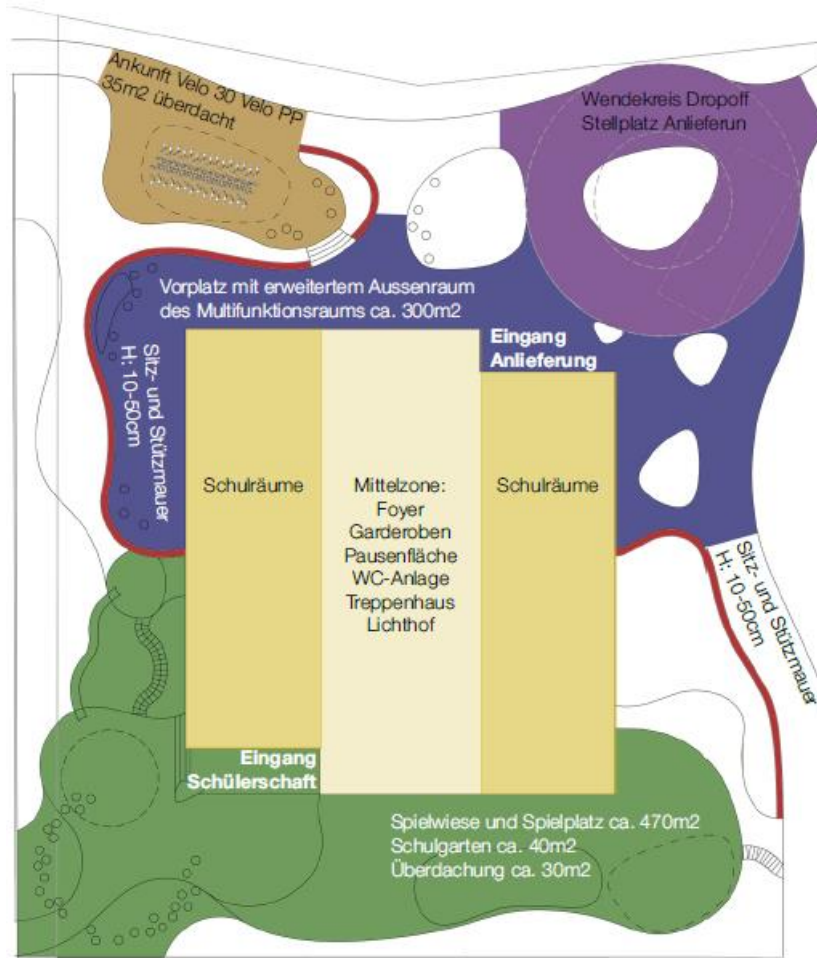 Ankunft Velo 30 Velo PP
35m2 überdacht
Wendekreis Dropoff
Stellplatz Anlieferun
Vorplatz mit erweitertem Aussenraum
des Multifunktionsraums ca. 300m2
Eingang
Anlieferung
Sitz- und Stützmauer
H: 10-50cm
Schulräume
Mittelzone:
Foyer
Garderoben
Pausenfläche
WC-Anlage
Treppenhaus
Lichthof
Schulräume
Sitz- und Stützmauer
H: 10-50cm
Eingang
Schülerschaft
Spielwiese und Spielplatz ca. 470m2
Schulgarten ca. 40m2
Überdachung ca. 30m2